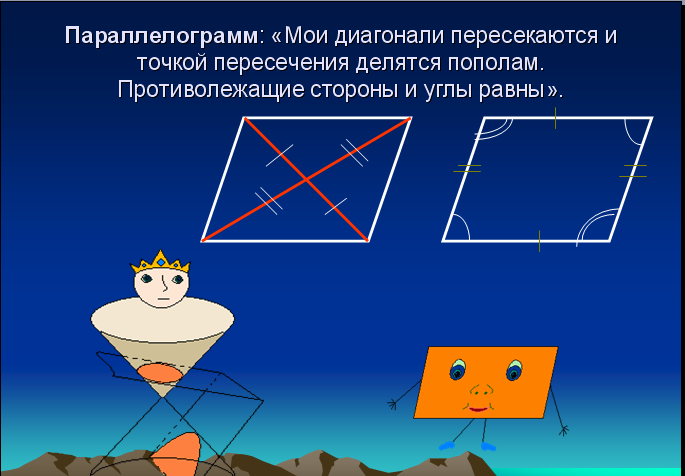 Параллелограмм: «Мои диагонали пересекаются и
точкой пересечения делятся пополам.
Противолежащие стороны и углы равны».